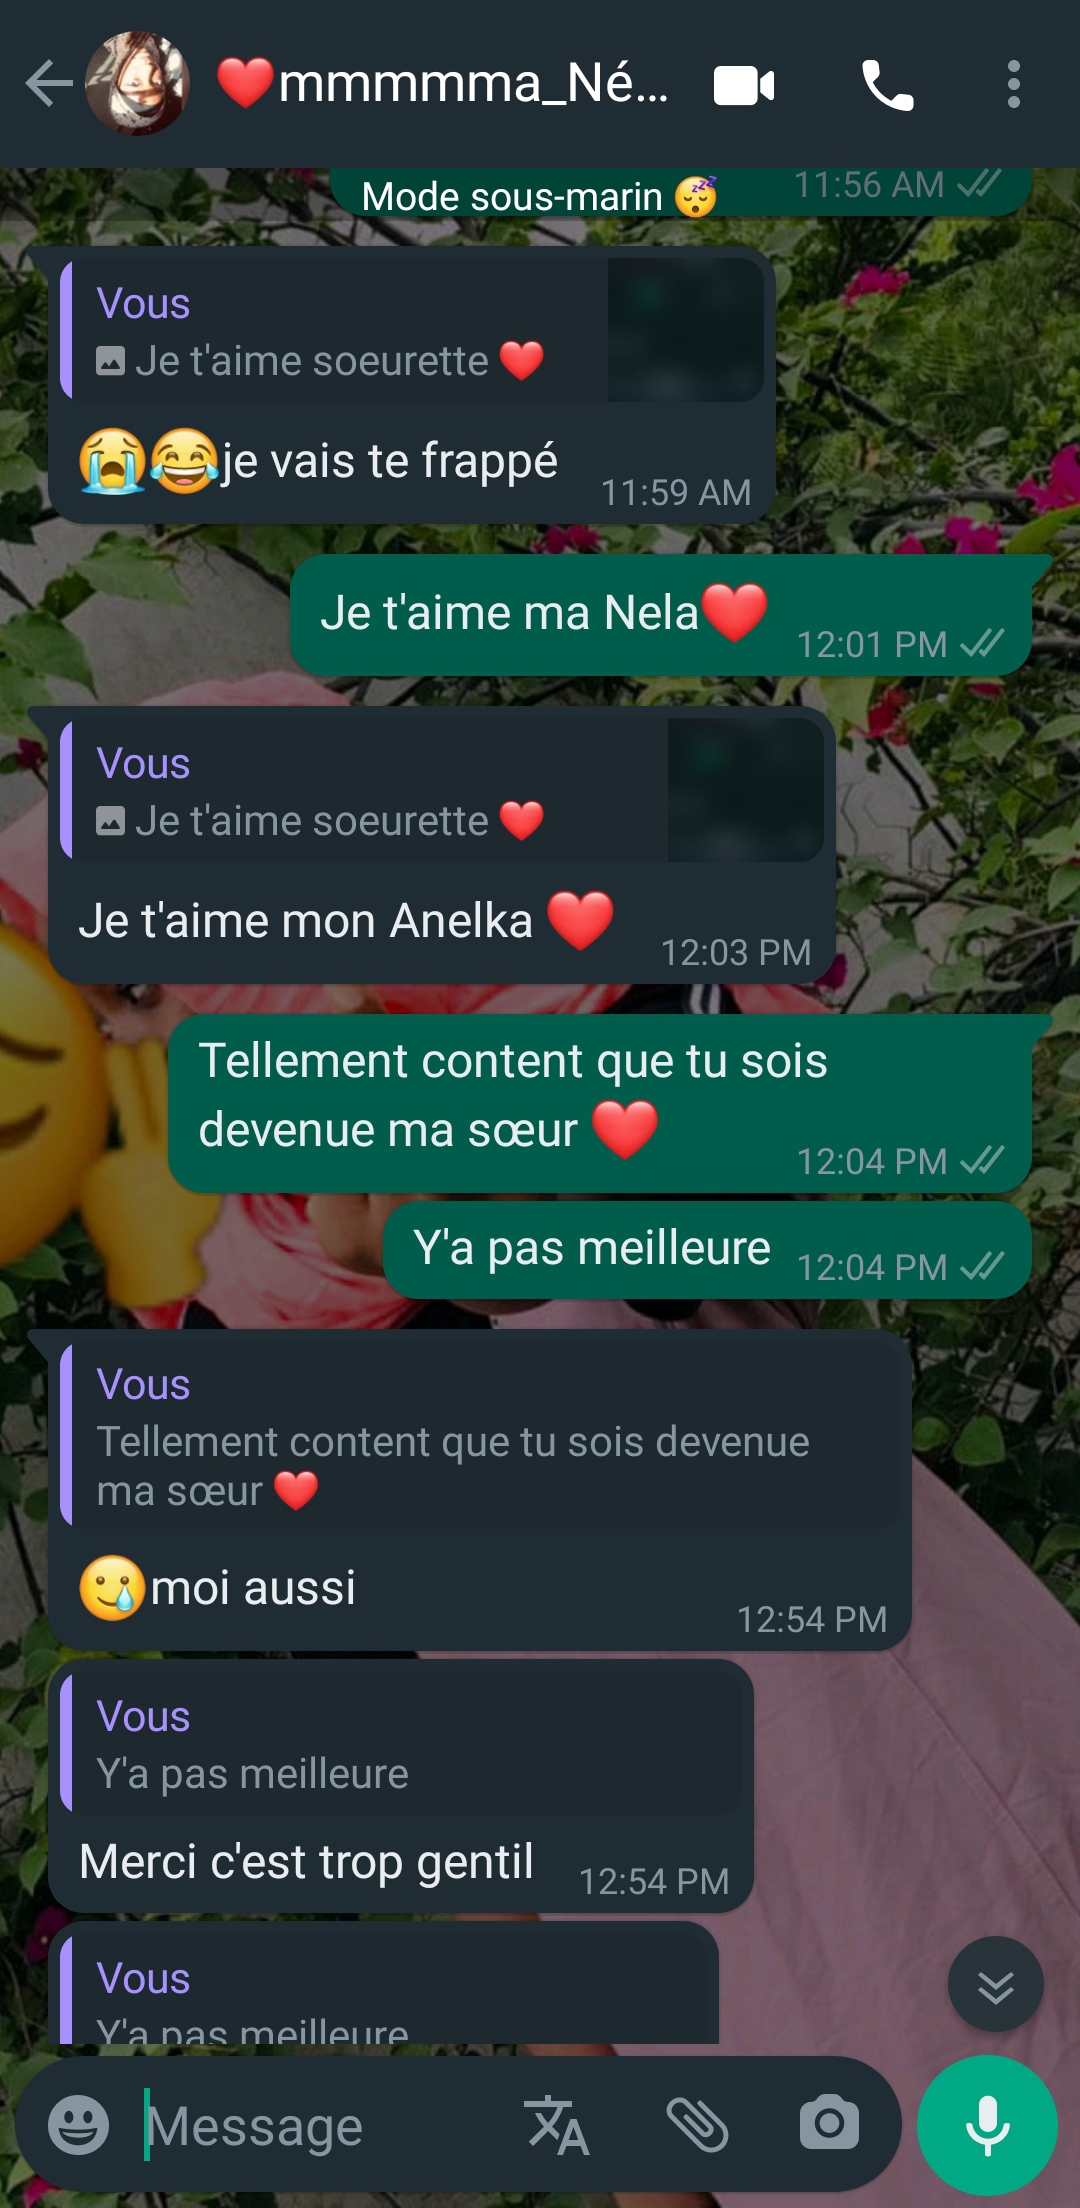 ❤️mmmmma_Né...
Mode sous-marin 😴 11:56 AM
Vous
Je t'aime soeurette ❤️
😭😂je vais te frappé
11:59 AM
Je t'aime ma Nela❤️
12:01 PM
Vous
Je t'aime soeurette ❤️
Je t'aime mon Anelka ❤️
12:03 PM
Tellement content que tu sois
devenue ma sœur ❤️
12:04 PM
Y'a pas meilleure 12:04 PM
Vous
Tellement content que tu sois devenue
ma sœur ❤️
🥲moi aussi
12:54 PM
Vous
Y'a pas meilleure
Merci c'est trop gentil 12:54 PM
Vous
Y'a pas meilleure
Message